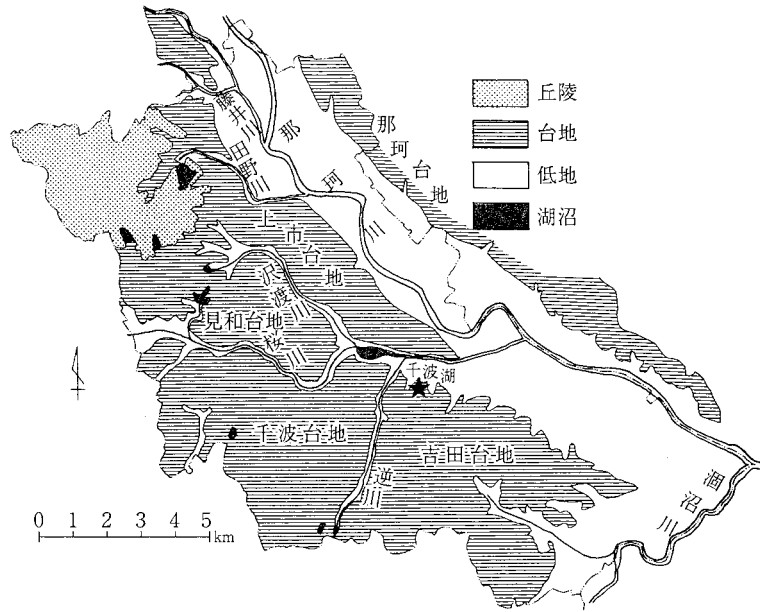 丘陵
台地
低地
湖沼
那珂台地
藤井川
田野川
那珂川
上市台地
沢渡川
見和台地
桜川
千波湖
千波台地
吉田台地
逆川
涸沼川
0 1 2 3 4 5
km